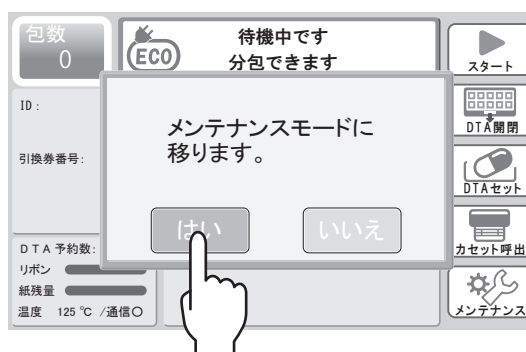 包数
0
ECO
待機中です
分包できます
スタート
ID :
引換券番号:
メンテナンスモードに
移ります。
はい
いいえ
DTA開閉
DTAセット
カセット呼出
メンテナンス
DTA予約数:
リボン
紙残量
温度 125℃ /通信○